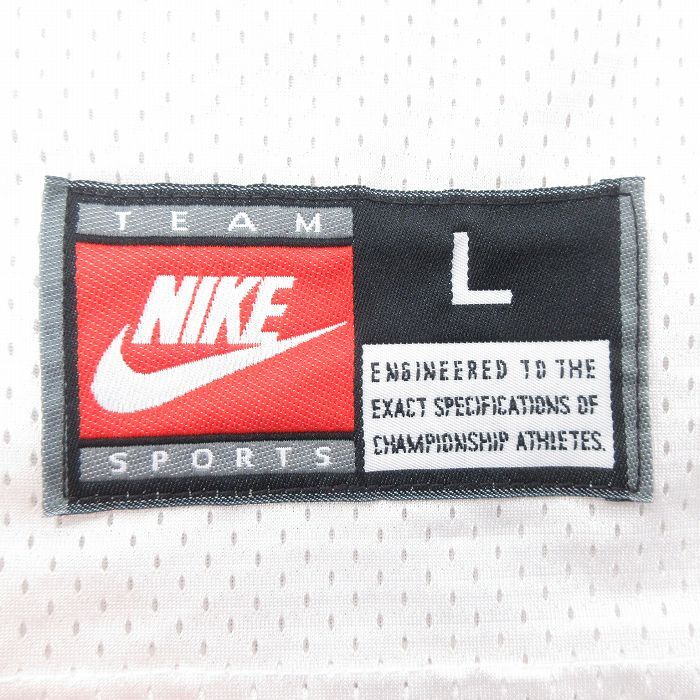 TEAM
NIKE
SPORTS
L
ENGINEERED TO THE
EXACT SPECIFICATIONS OF
CHAMPIONSHIP ATHLETES.